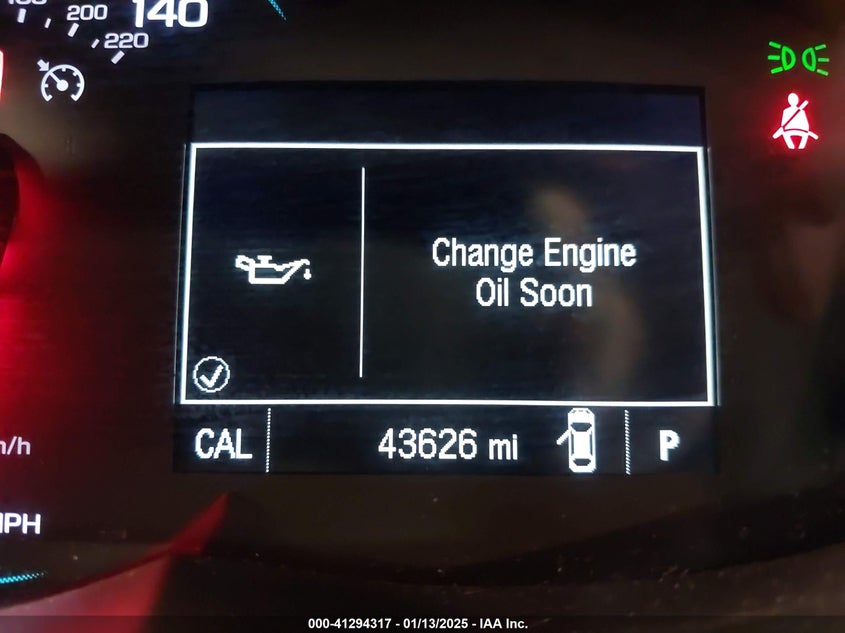 200
140
220
Change Engine
Oil Soon
CAL
43626 mi
P
/h
MPH
000-41294317 - 01/13/2025 - IAA Inc.